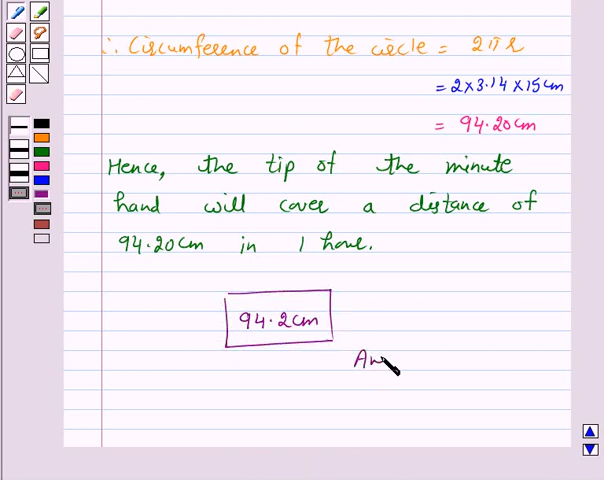 ∴ Circumference of the circle = 2πr
= 2×3.14×15cm
= 94.20cm
Hence, the tip of the minute
hand will cover a distance of
94.20cm in 1 hour.
94.2cm
An